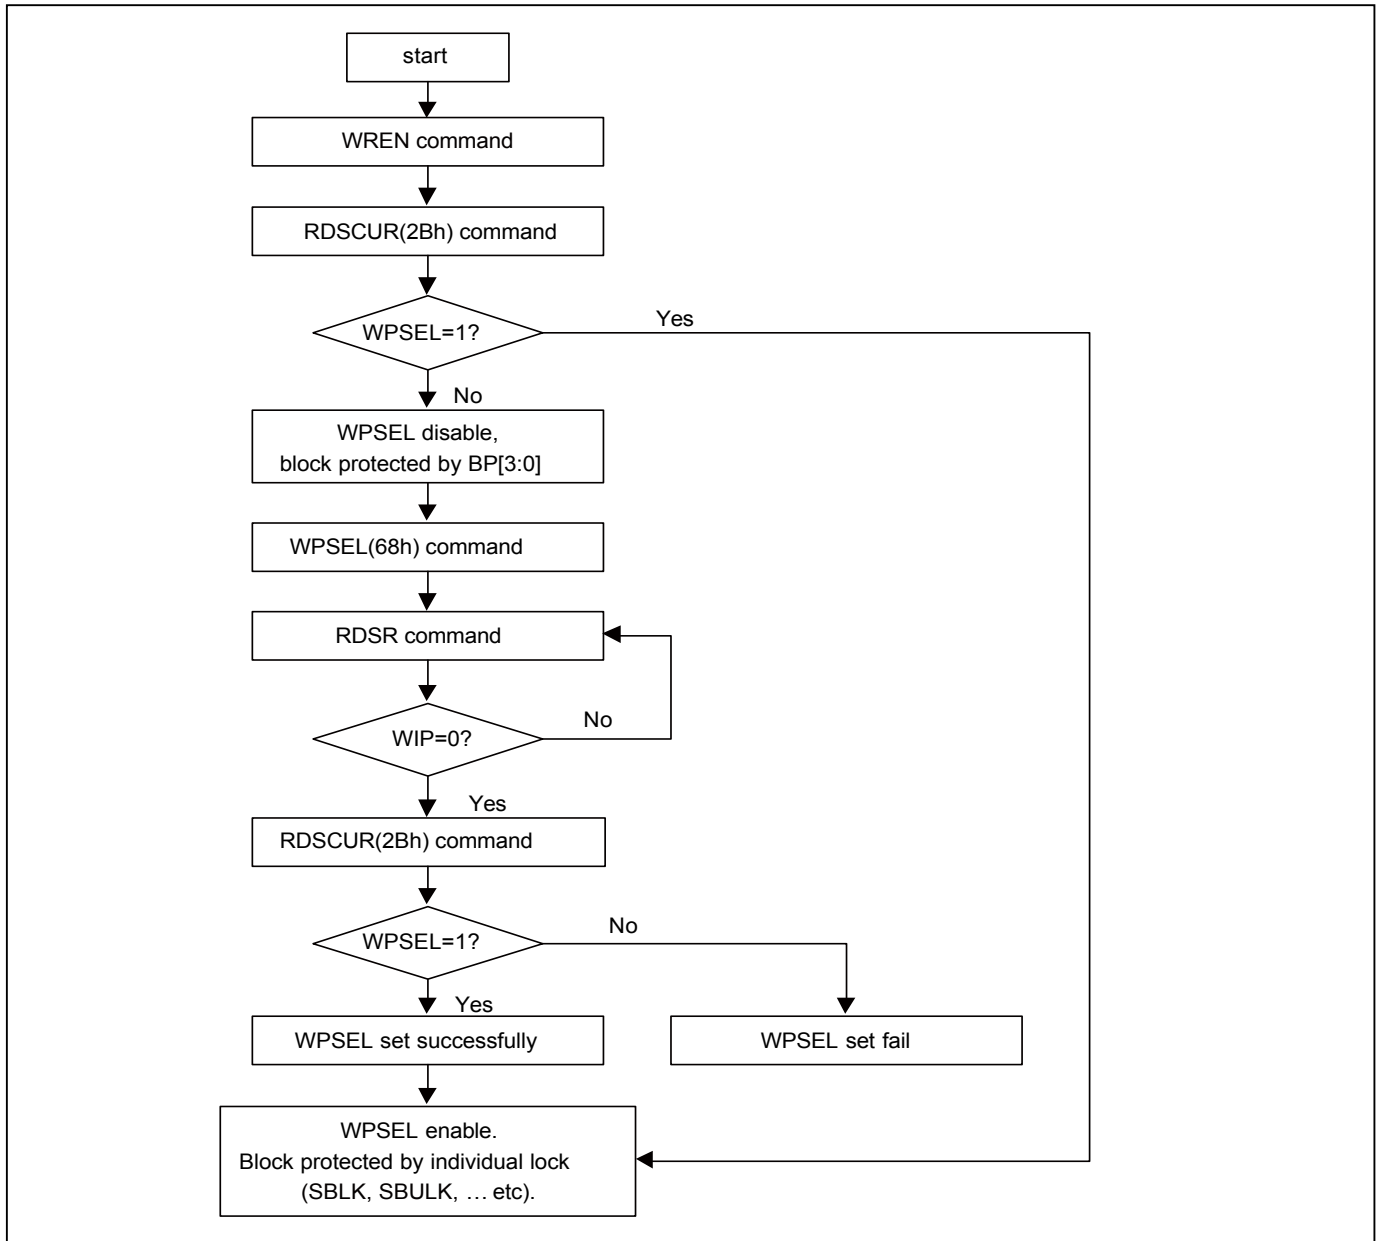 start
WREN command
RDSCUR(2Bh) command
WPSEL=1?
Yes
No
WPSEL disable,
block protected by BP[3:0]
WPSEL(68h) command
RDSR command
WIP=0?
No
Yes
RDSCUR(2Bh) command
WPSEL=1?
No
Yes
WPSEL set successfully
WPSEL set fail
WPSEL enable.
Block protected by individual lock
(SBLK, SBULK, … etc).